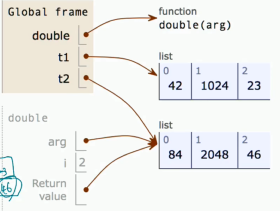 Global frame
function
double(arg)
double
t1
list
t2
0 1 2
42 1024 23
double
list
0 1 2
arg
84 2048 46
i 2
Return
value
46